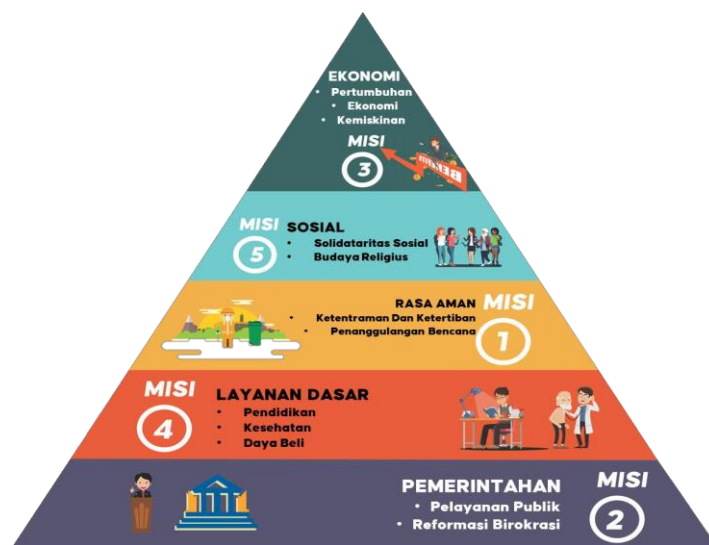 EKONOMI
• Pertumbuhan
• Ekonomi
• Kemiskinan
MISI
3
MISI
5
SOSIAL
• Solidataritas Sosial
• Budaya Religius
RASA AMAN
• Ketentraman Dan Ketertiban
• Penanggulangan Bencana
MISI
1
MISI
4
LAYANAN DASAR
• Pendidikan
• Kesehatan
• Daya Beli
PEMERINTAHAN
• Pelayanan Publik
• Reformasi Birokrasi
MISI
2